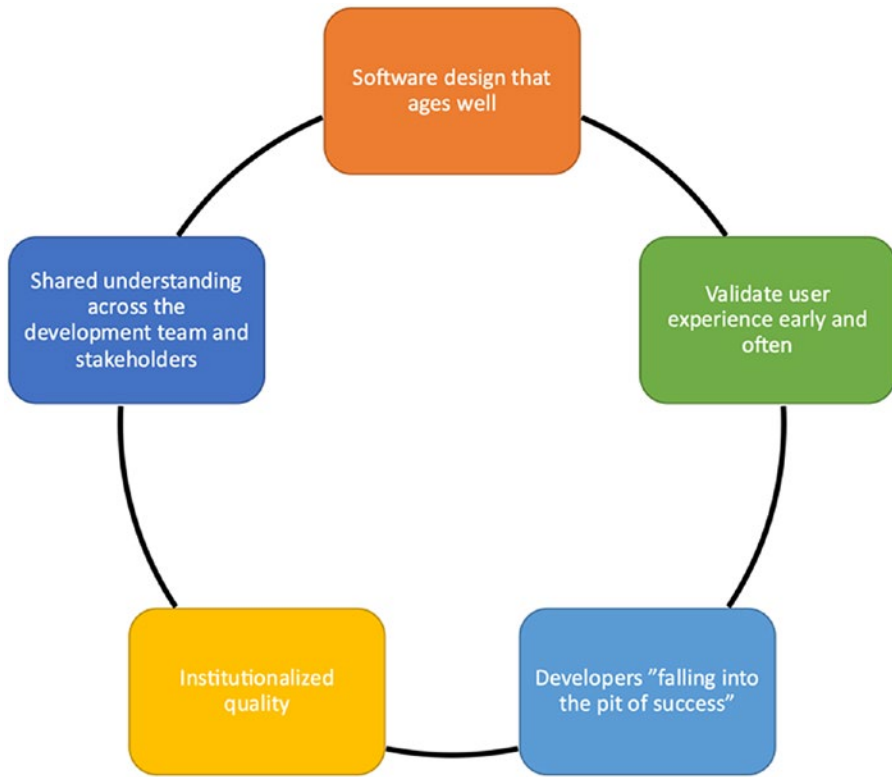 Software design that
ages well
Shared understanding
across the
development team and
stakeholders
Validate user
experience early and
often
Institutionalized
quality
Developers ”falling into
the pit of success”